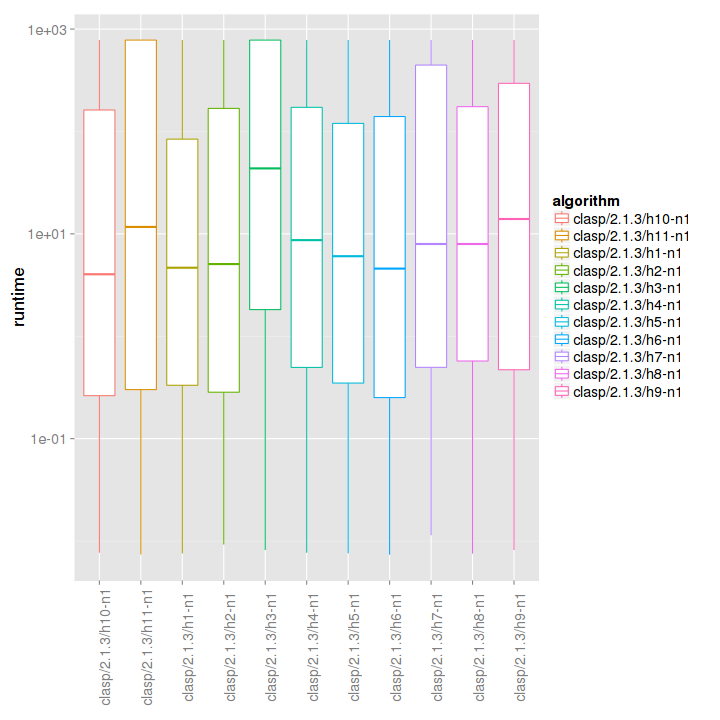 1e+03
1e+01
1e-01
runtime
clasp/2.1.3/h10-n1
clasp/2.1.3/h11-n1
clasp/2.1.3/h1-n1
clasp/2.1.3/h2-n1
clasp/2.1.3/h3-n1
clasp/2.1.3/h4-n1
clasp/2.1.3/h5-n1
clasp/2.1.3/h6-n1
clasp/2.1.3/h7-n1
clasp/2.1.3/h8-n1
clasp/2.1.3/h9-n1
algorithm
clasp/2.1.3/h10-n1
clasp/2.1.3/h11-n1
clasp/2.1.3/h1-n1
clasp/2.1.3/h2-n1
clasp/2.1.3/h3-n1
clasp/2.1.3/h4-n1
clasp/2.1.3/h5-n1
clasp/2.1.3/h6-n1
clasp/2.1.3/h7-n1
clasp/2.1.3/h8-n1
clasp/2.1.3/h9-n1